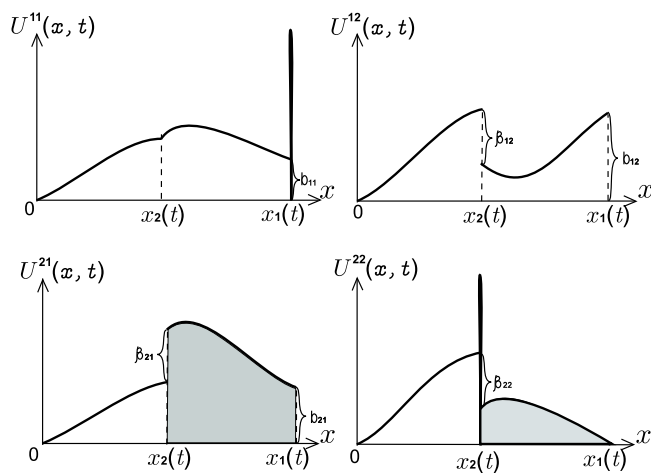 U¹¹(x, t)
b₁₁
0
x₂(t)
x₁(t)
x
U¹²(x, t)
β₁₂
b₁₂
0
x₂(t)
x₁(t)
x
U²¹(x, t)
β₂₁
b₂₁
0
x₂(t)
x₁(t)
x
U²²(x, t)
β₂₂
0
x₂(t)
x₁(t)
x